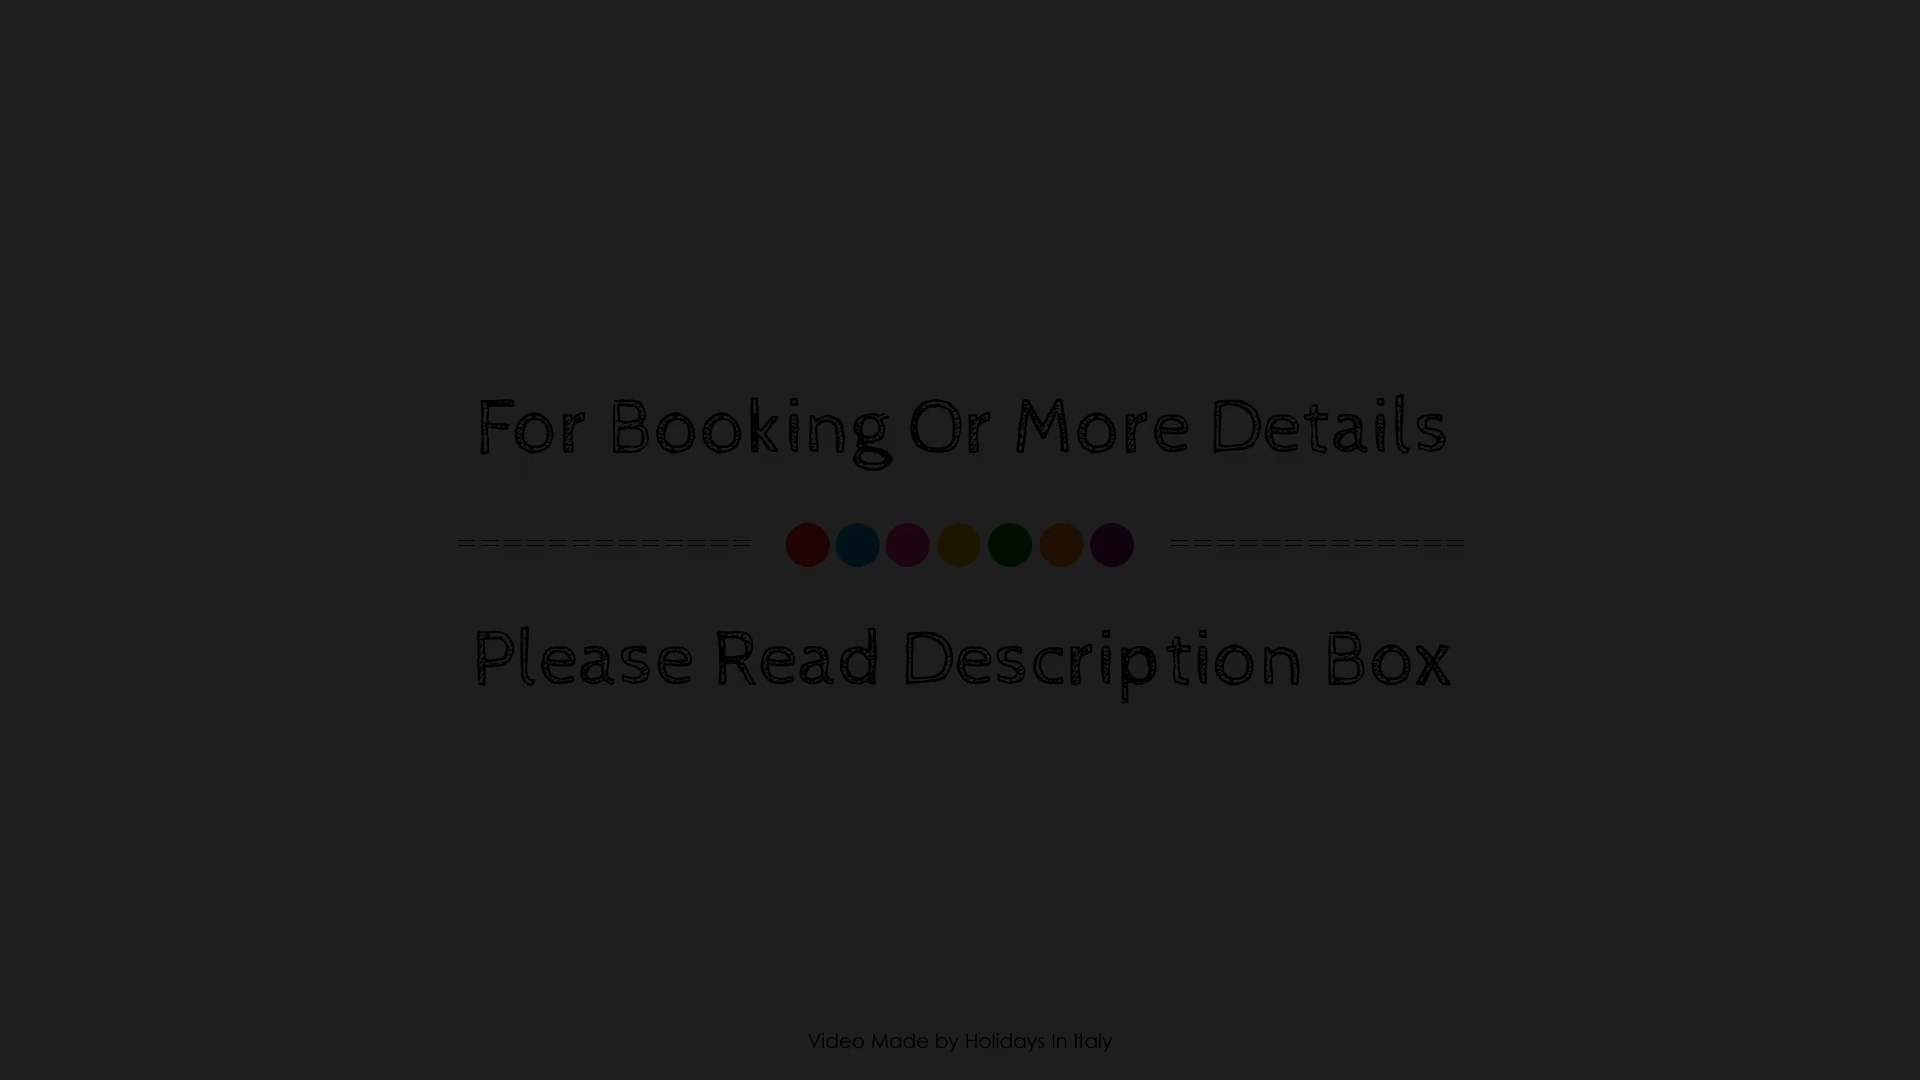 For Booking Or More Details
============= =============
Please Read Description Box
Video Made by Holidays In Italy